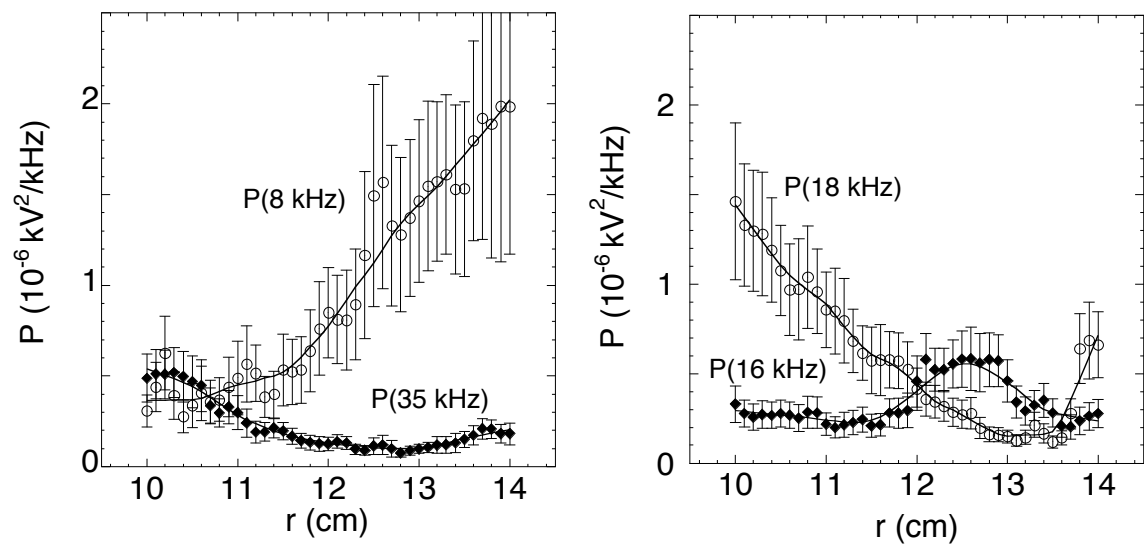 2
1
0
P (10⁻⁶ kV²/kHz)
P(8 kHz)
P(35 kHz)
10 11 12 13 14
r (cm)
2
1
0
P (10⁻⁶ kV²/kHz)
P(18 kHz)
P(16 kHz)
10 11 12 13 14
r (cm)